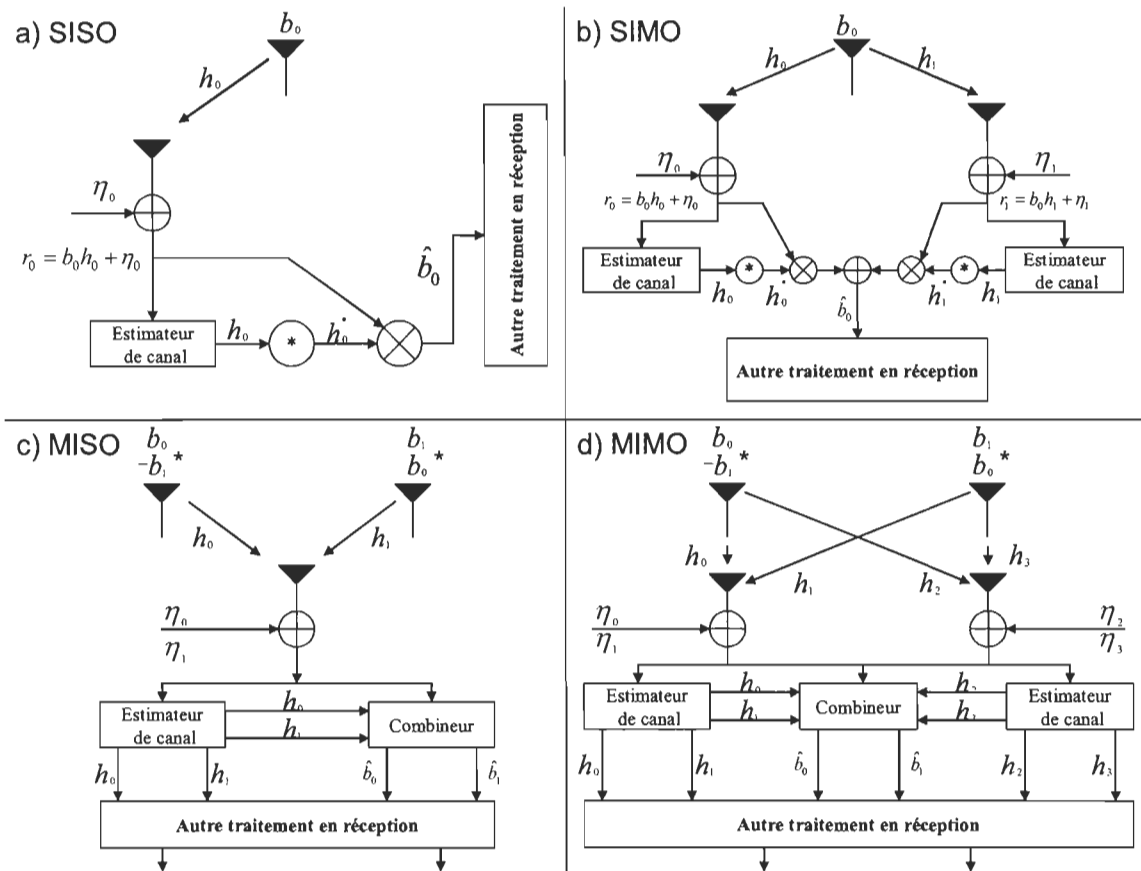 a) SISO
b₀
h₀
η₀
r₀ = b₀h₀ + η₀
Estimateur
de canal
h₀
*
h₀*
b̂₀
Autre traitement en réception
b) SIMO
b₀
h₀
h₁
η₀
η₁
r₀ = b₀h₀ + η₀
r₁ = b₀h₁ + η₁
Estimateur
de canal
h₀
*
h₀*
b̂₀
h₁*
*
h₁
Estimateur
de canal
Autre traitement en réception
c) MISO
b₀
-b₁*
b₁
b₀*
h₀
h₁
η₀
η₁
Estimateur
de canal
h₀
h₁
Combineur
h₀
h₁
b̂₀
b̂₁
Autre traitement en réception
d) MIMO
b₀
-b₁*
b₁
b₀*
h₀
h₁
h₂
h₃
η₀
η₁
η₂
η₃
Estimateur
de canal
h₀
h₁
Combineur
Estimateur
de canal
h₀
h₁
b̂₀
b̂₁
h₂
h₃
Autre traitement en réception